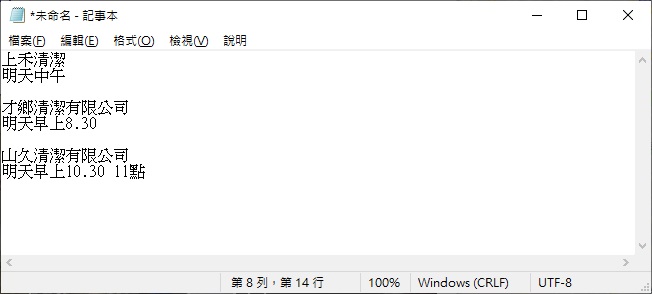 *未命名 - 記事本
檔案(F) 編輯(E) 格式(O) 檢視(V) 說明
上禾清潔
明天中午
才鄉清潔有限公司
明天早上8.30
山久清潔有限公司
明天早上10.30 11點
第 8 列，第 14 行 100% Windows (CRLF) UTF-8